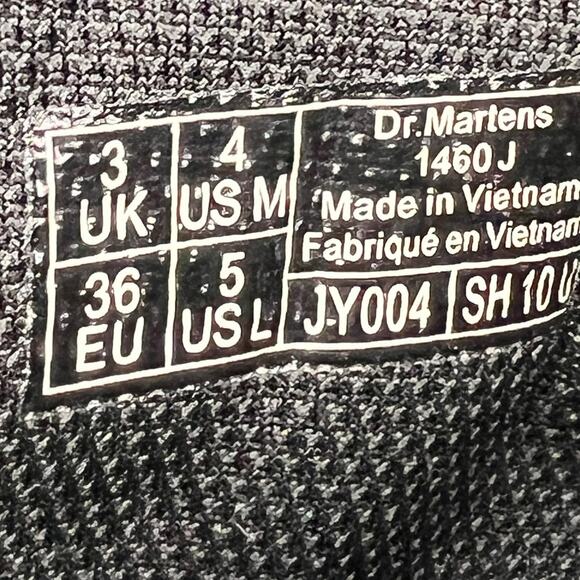 3
UK
4
US M
36
EU
5
US L
Dr.Martens
1460 J
Made in Vietnam
Fabriqué en Vietnam
JY004
SH 10